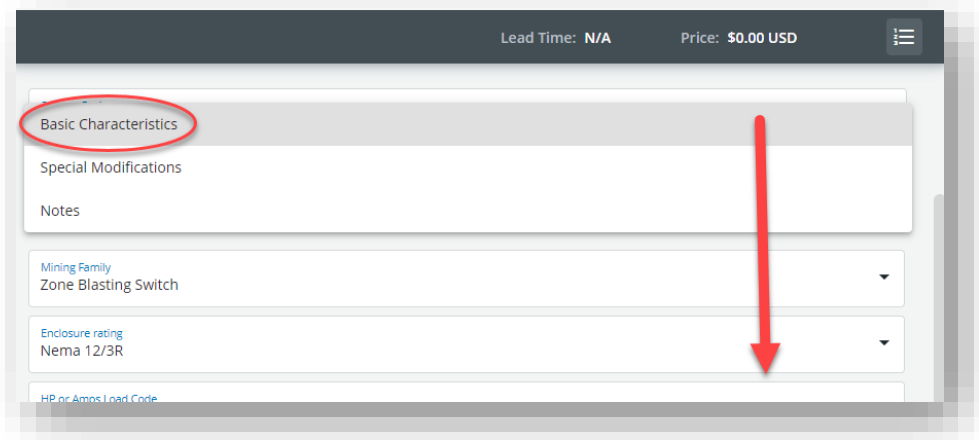 Lead Time: N/A Price: $0.00 USD
Basic Characteristics
Special Modifications
Notes
Mining Family
Zone Blasting Switch
Enclosure rating
Nema 12/3R
HP or Amps Load Code